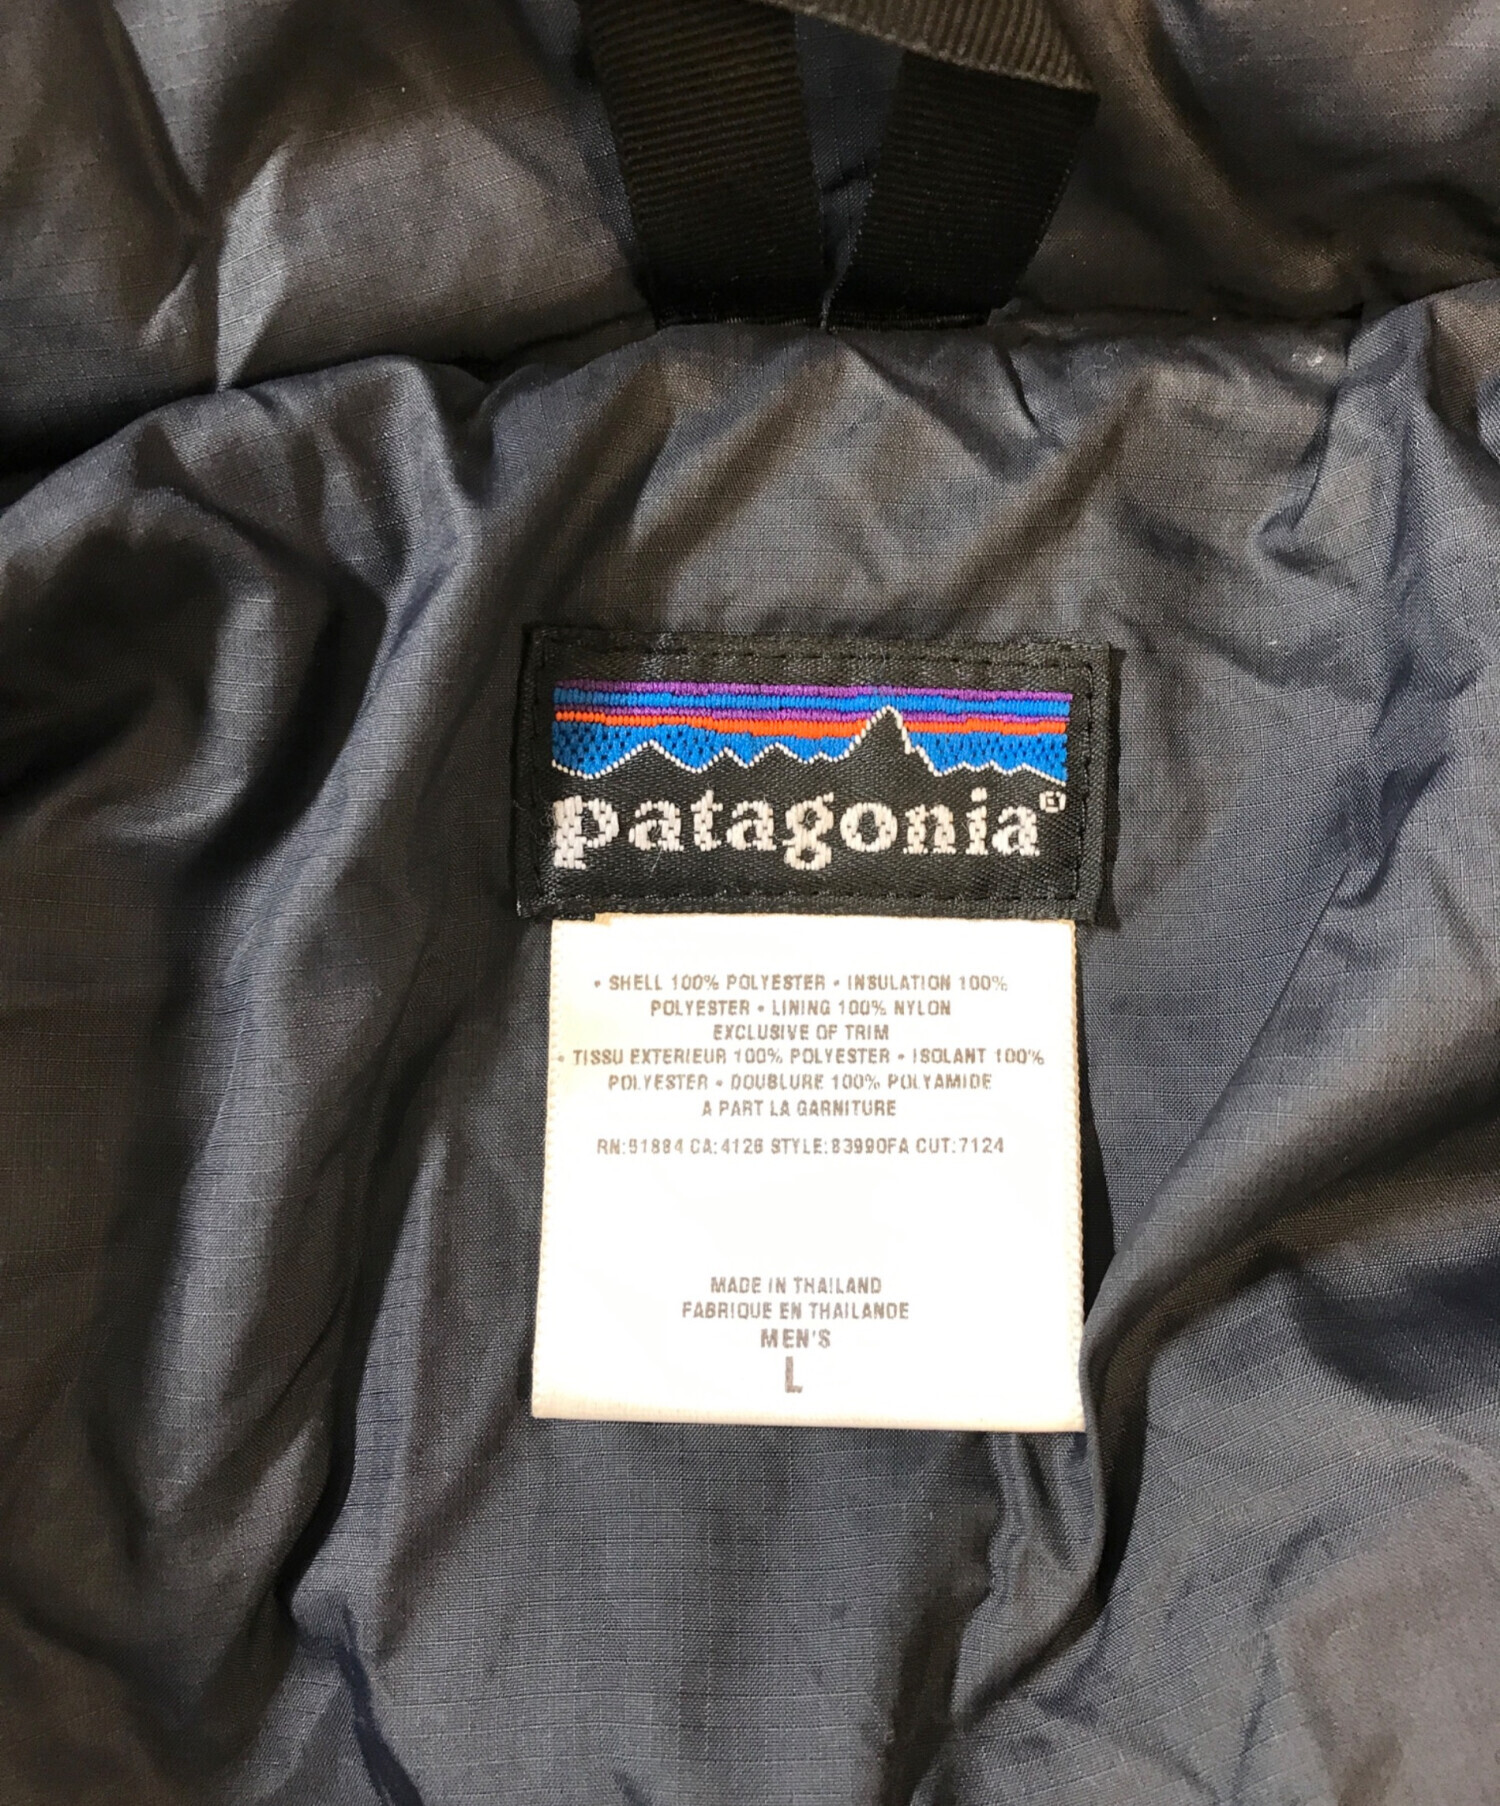 patagonia®
• SHELL 100% POLYESTER • INSULATION 100%
POLYESTER • LINING 100% NYLON
EXCLUSIVE OF TRIM
• TISSU EXTERIEUR 100% POLYESTER • ISOLANT 100%
POLYESTER • DOUBLURE 100% POLYAMIDE
A PART LA GARNITURE
RN:51884 CA:4126 STYLE:83990FA CUT:7124
MADE IN THAILAND
FABRIQUE EN THAILANDE
MEN'S
L